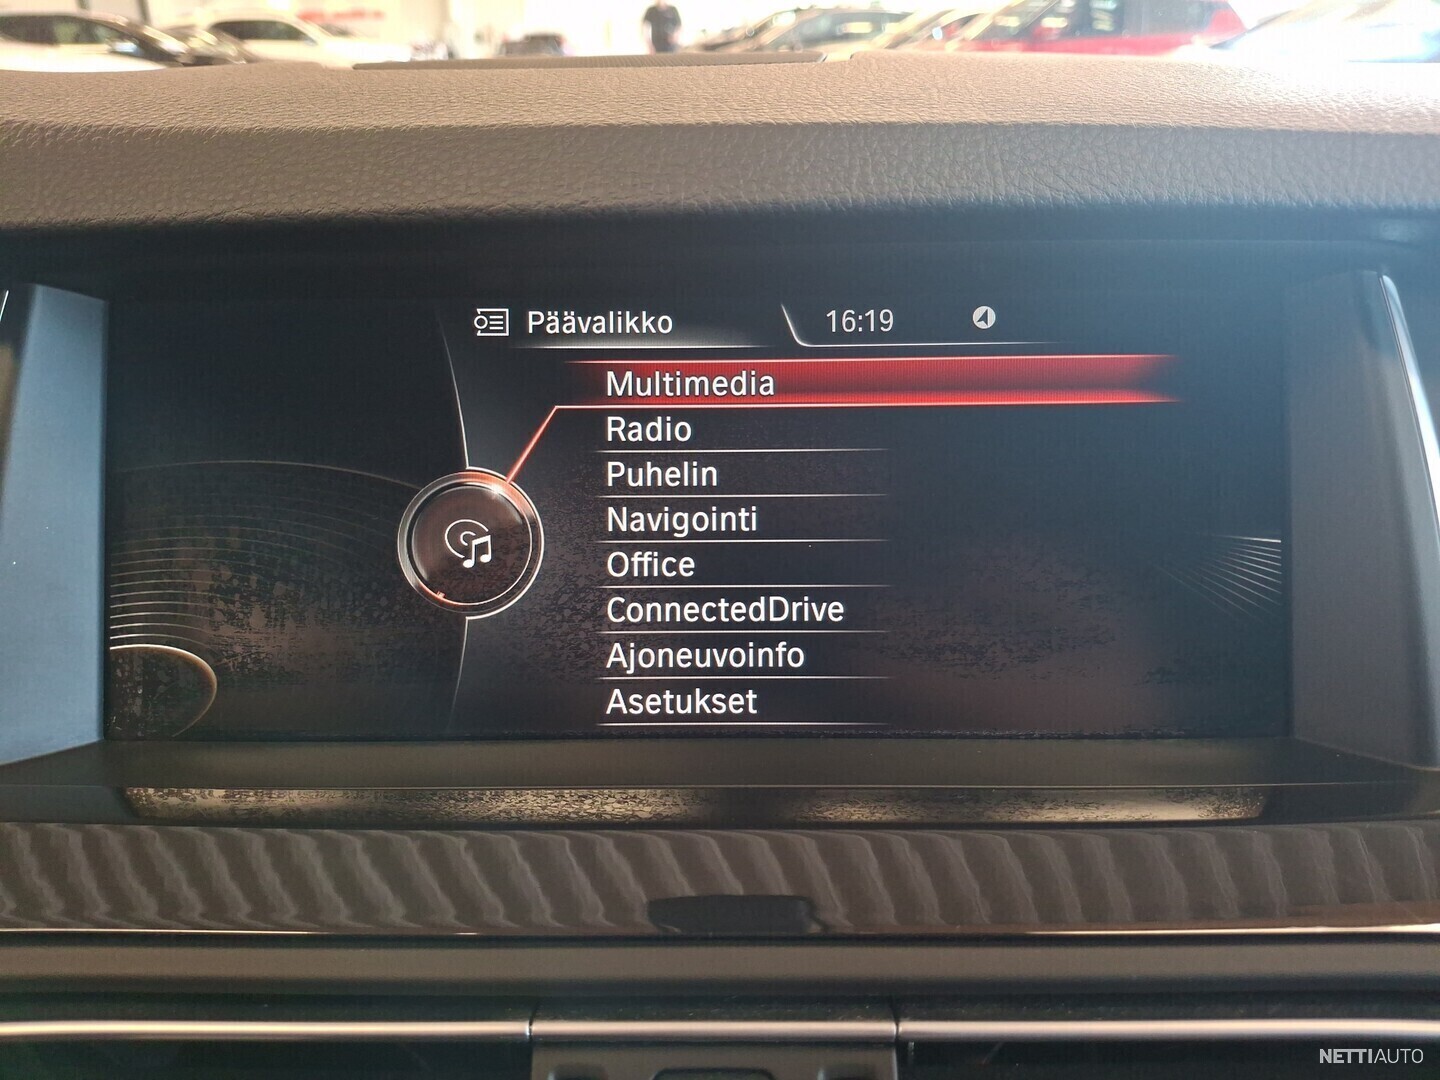 Päävalikko 16:19
Multimedia
Radio
Puhelin
Navigointi
Office
ConnectedDrive
Ajoneuvoinfo
Asetukset
NETTIAUTO